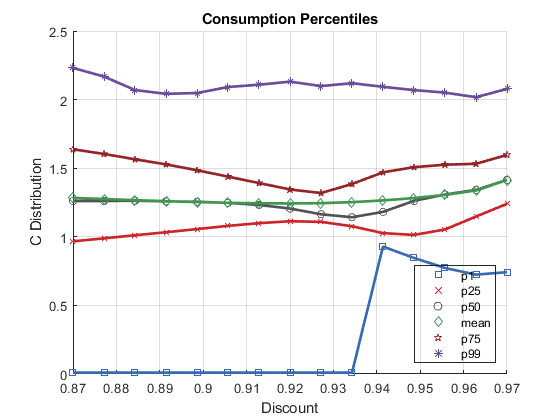 Consumption Percentiles
2.5
2
1.5
1
0.5
0
C Distribution
p1
p25
p50
mean
p75
p99
0.87 0.88 0.89 0.9 0.91 0.92 0.93 0.94 0.95 0.96 0.97
Discount